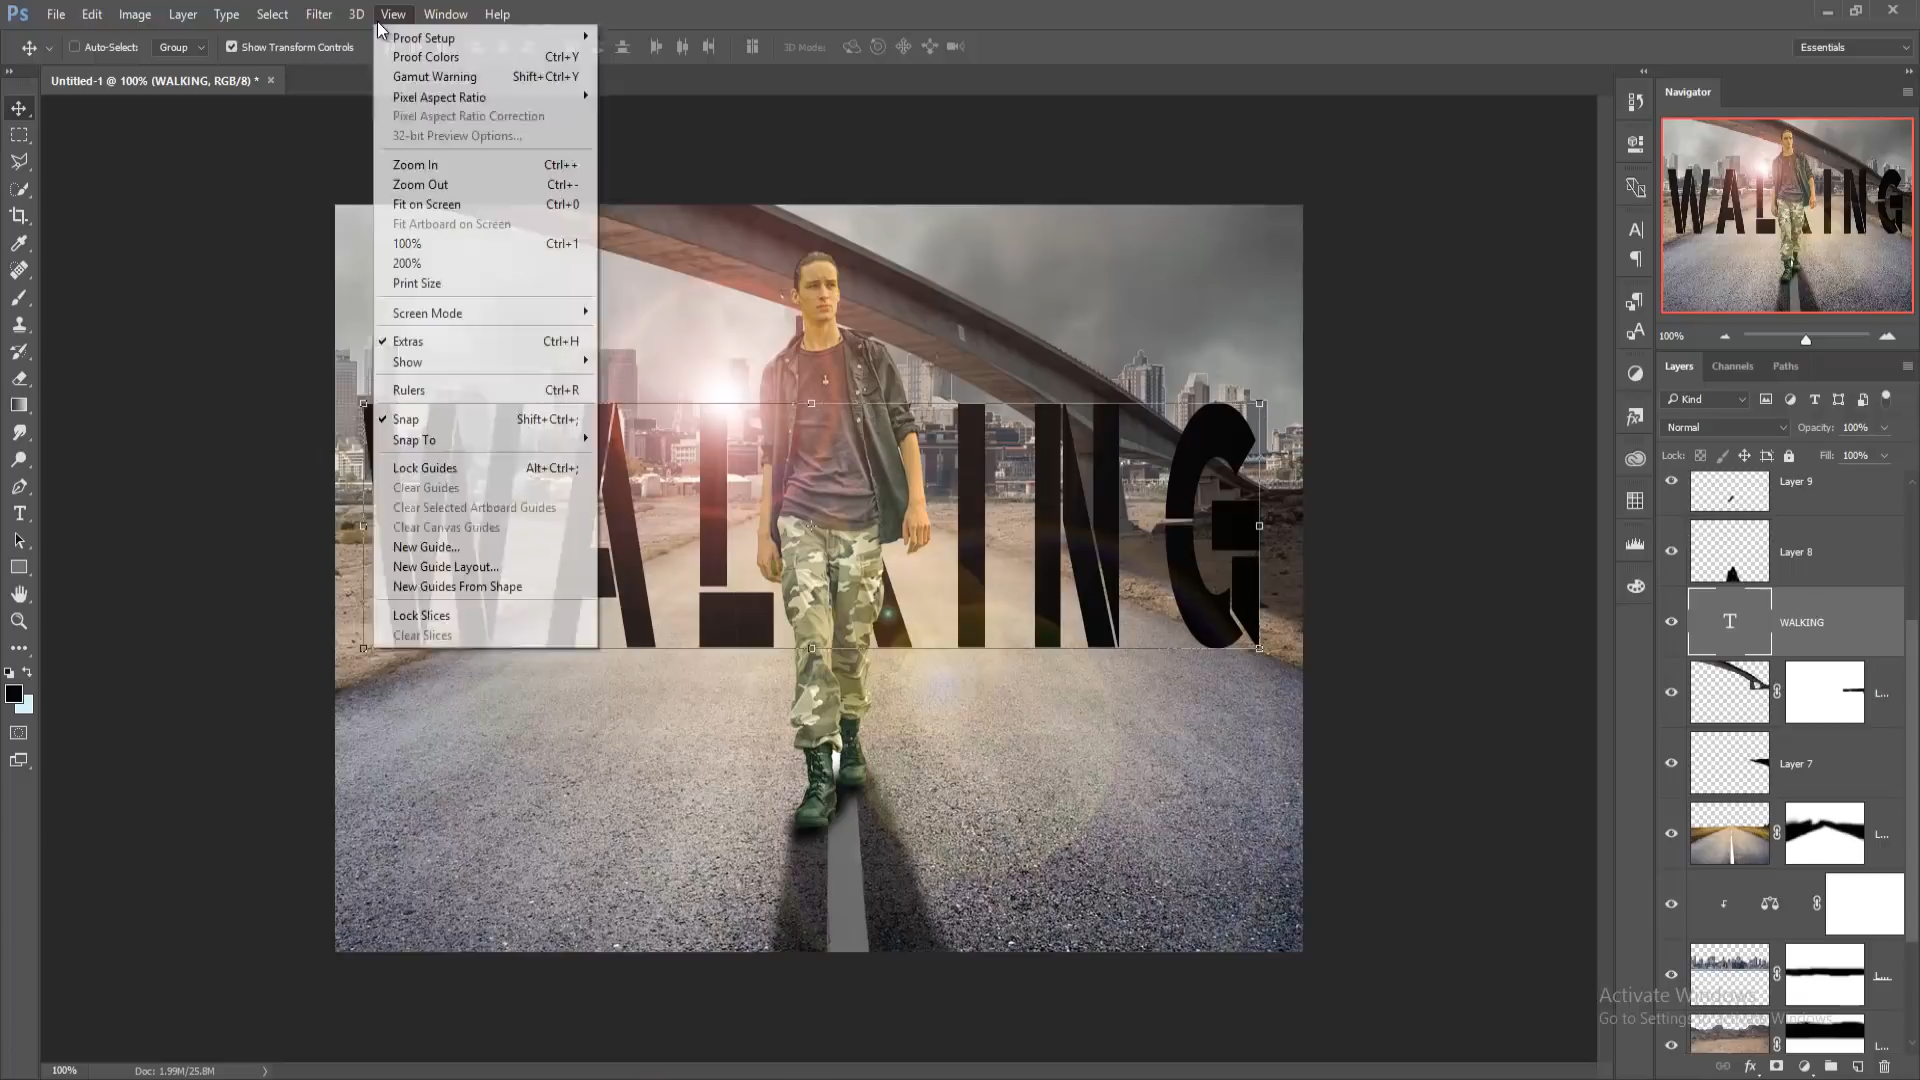 Ps File Edit Image Layer Type Select Filter 3D View Window Help
Auto-Select: Group Show Transform Controls 3D Mode: Essentials
Untitled-1 @ 100% (WALKING, RGB/8) * ×
Proof Setup
Proof Colors Ctrl+Y
Gamut Warning Shift+Ctrl+Y
Pixel Aspect Ratio
Pixel Aspect Ratio Correction
32-bit Preview Options...
Zoom In Ctrl++
Zoom Out Ctrl+-
Fit on Screen Ctrl+0
Fit Artboard on Screen
100% Ctrl+1
200%
Print Size
Screen Mode
Extras Ctrl+H
Show
Rulers Ctrl+R
Snap Shift+Ctrl+;
Snap To
Lock Guides Alt+Ctrl+;
Clear Guides
Clear Selected Artboard Guides
Clear Canvas Guides
New Guide...
New Guide Layout...
New Guides From Shape
Lock Slices
Clear Slices
WALKING
Navigator
WALKING
100%
Layers Channels Paths
Kind
Normal Opacity: 100%
Lock: Fill: 100%
Layer 9
Layer 8
T WALKING
L...
Layer 7
L...
L...
L...
Activate Windows
Go to Settings to activate Windows.
100% Doc: 1.99M/25.8M